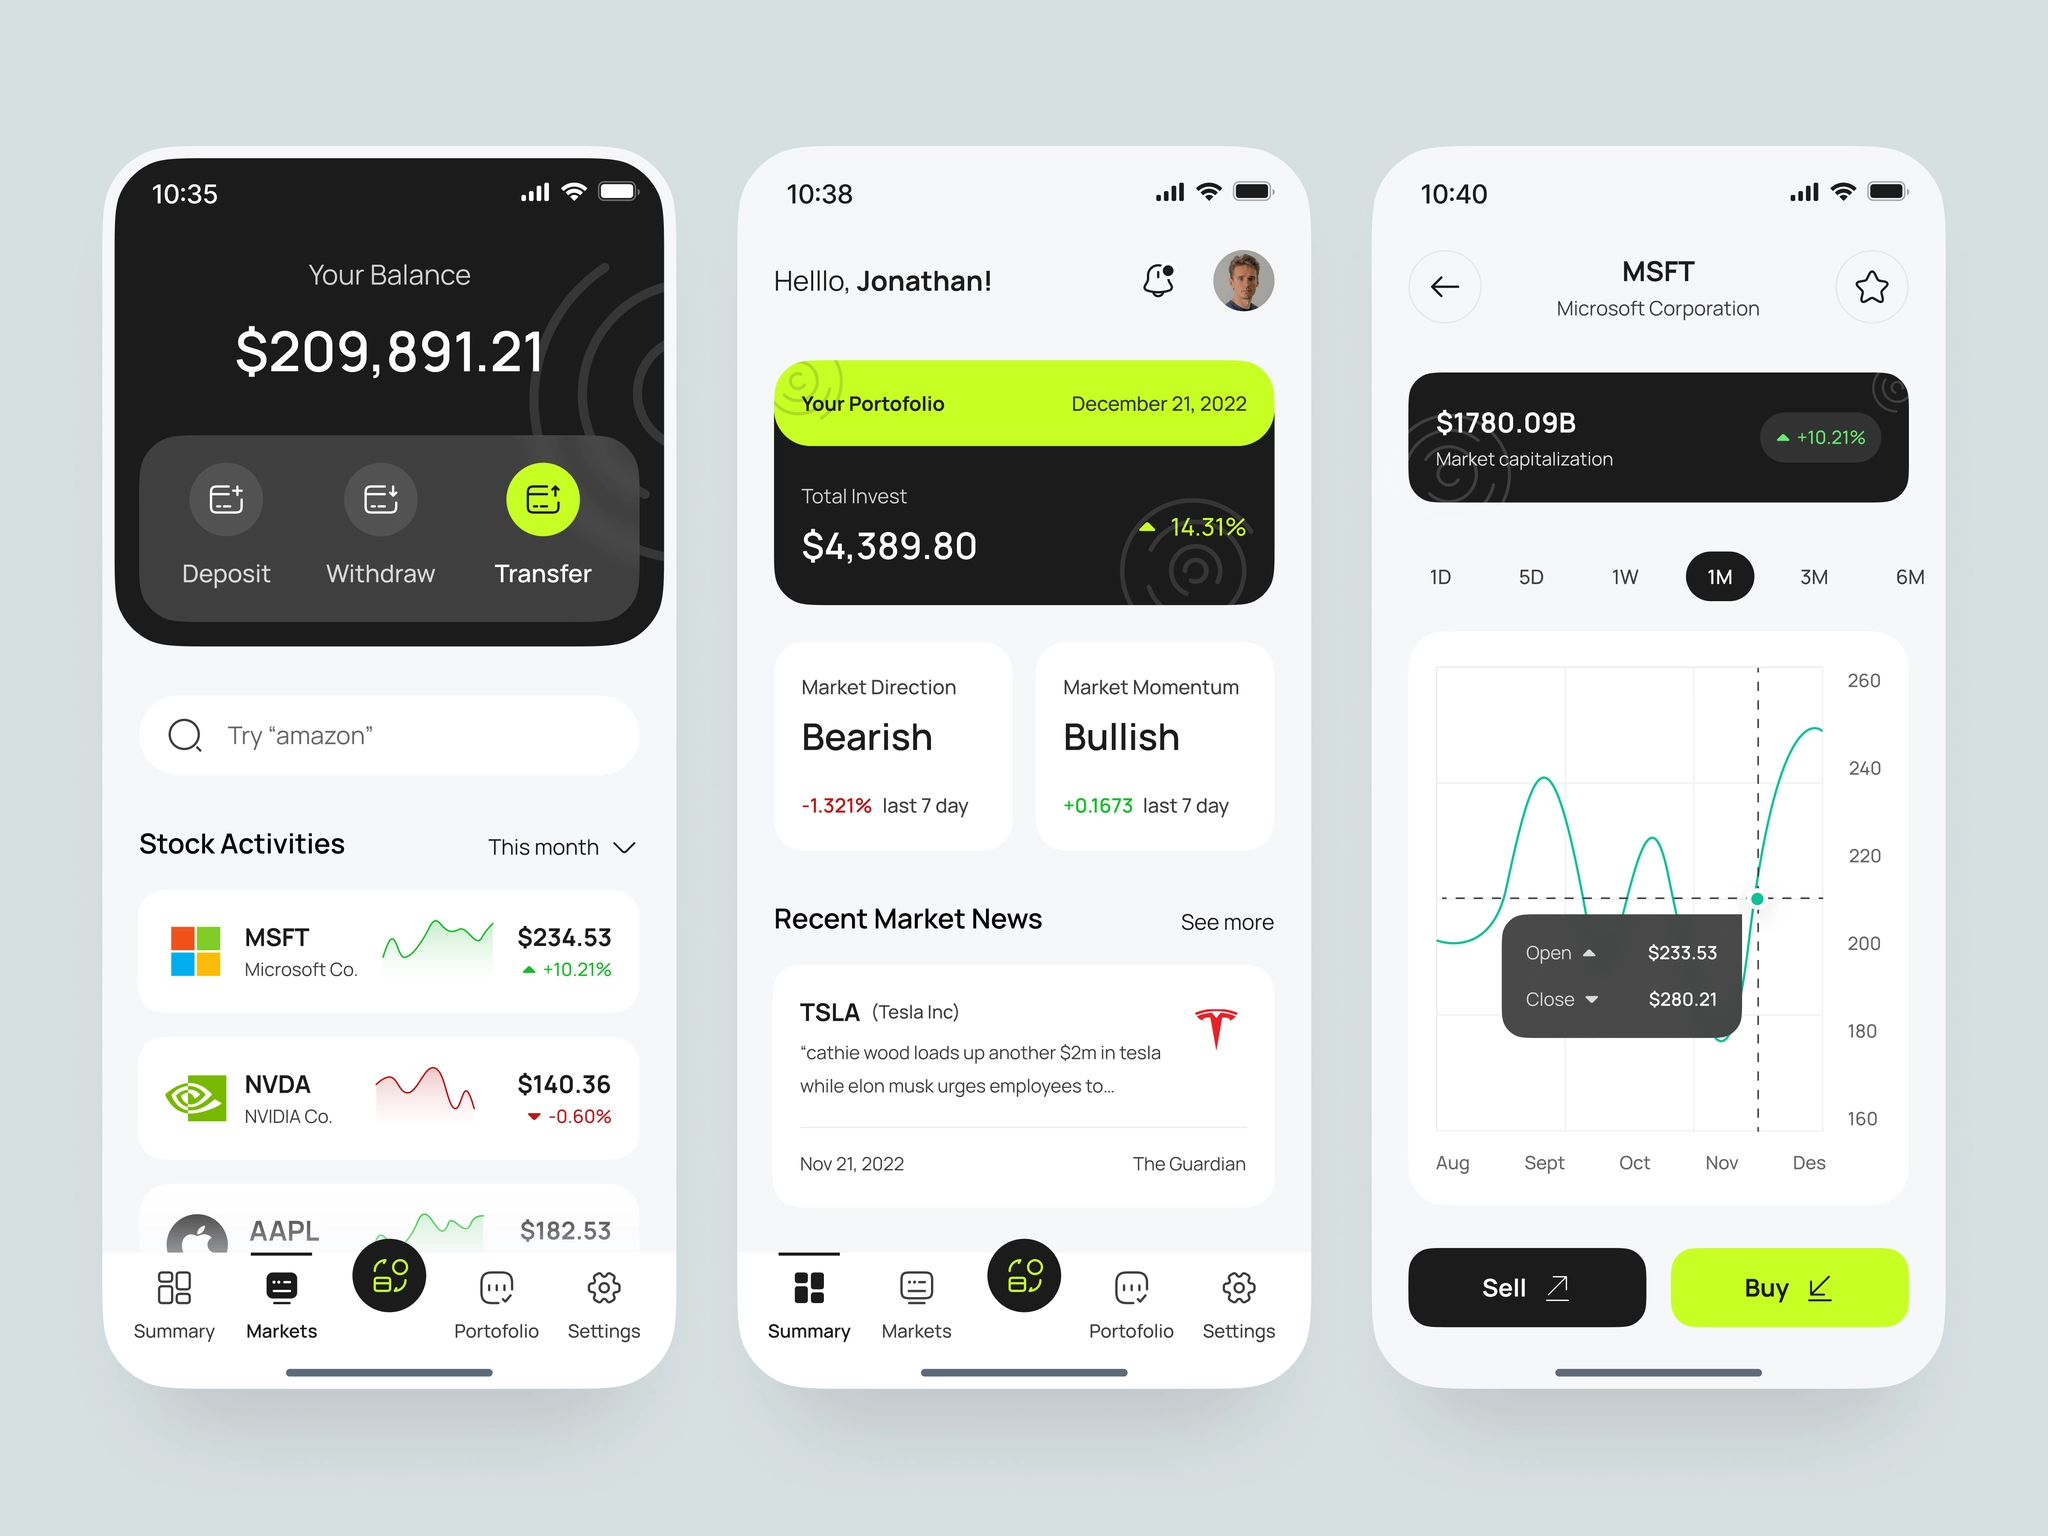 10:35
Your Balance
$209,891.21
Deposit
Withdraw
Transfer
Try “amazon”
Stock Activities
This month
MSFT
Microsoft Co.
$234.53
+10.21%
NVDA
NVIDIA Co.
$140.36
-0.60%
AAPL
$182.53
Summary
Markets
Portofolio
Settings
10:38
Helllo, Jonathan!
Your Portofolio
December 21, 2022
Total Invest
$4,389.80
14.31%
Market Direction
Bearish
-1.321% last 7 day
Market Momentum
Bullish
+0.1673 last 7 day
Recent Market News
See more
TSLA (Tesla Inc)
“cathie wood loads up another $2m in tesla
while elon musk urges employees to...
Nov 21, 2022
The Guardian
Summary
Markets
Portofolio
Settings
10:40
MSFT
Microsoft Corporation
$1780.09B
Market capitalization
+10.21%
1D
5D
1W
1M
3M
6M
260
240
220
200
180
160
Open $233.53
Close $280.21
Aug
Sept
Oct
Nov
Des
Sell
Buy